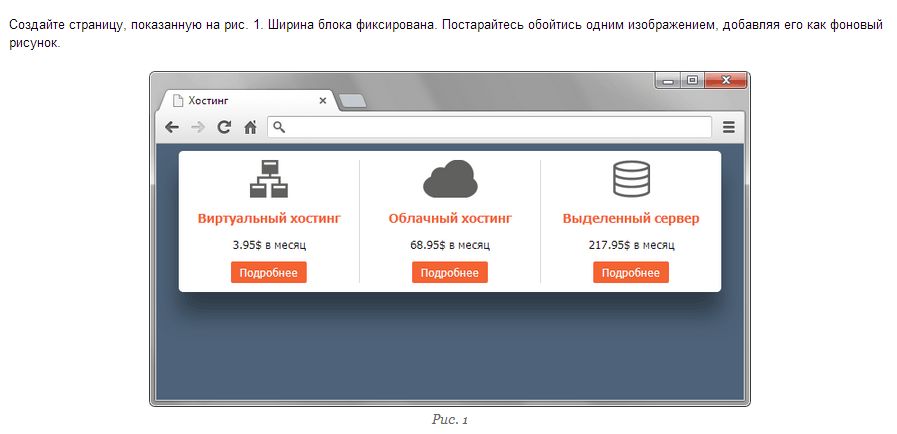 Создайте страницу, показанную на рис. 1. Ширина блока фиксирована. Постарайтесь обойтись одним изображением, добавляя его как фоновый
рисунок.
Хостинг
Виртуальный хостинг
3.95$ в месяц
Подробнее
Облачный хостинг
68.95$ в месяц
Подробнее
Выделенный сервер
217.95$ в месяц
Подробнее
Рис. 1